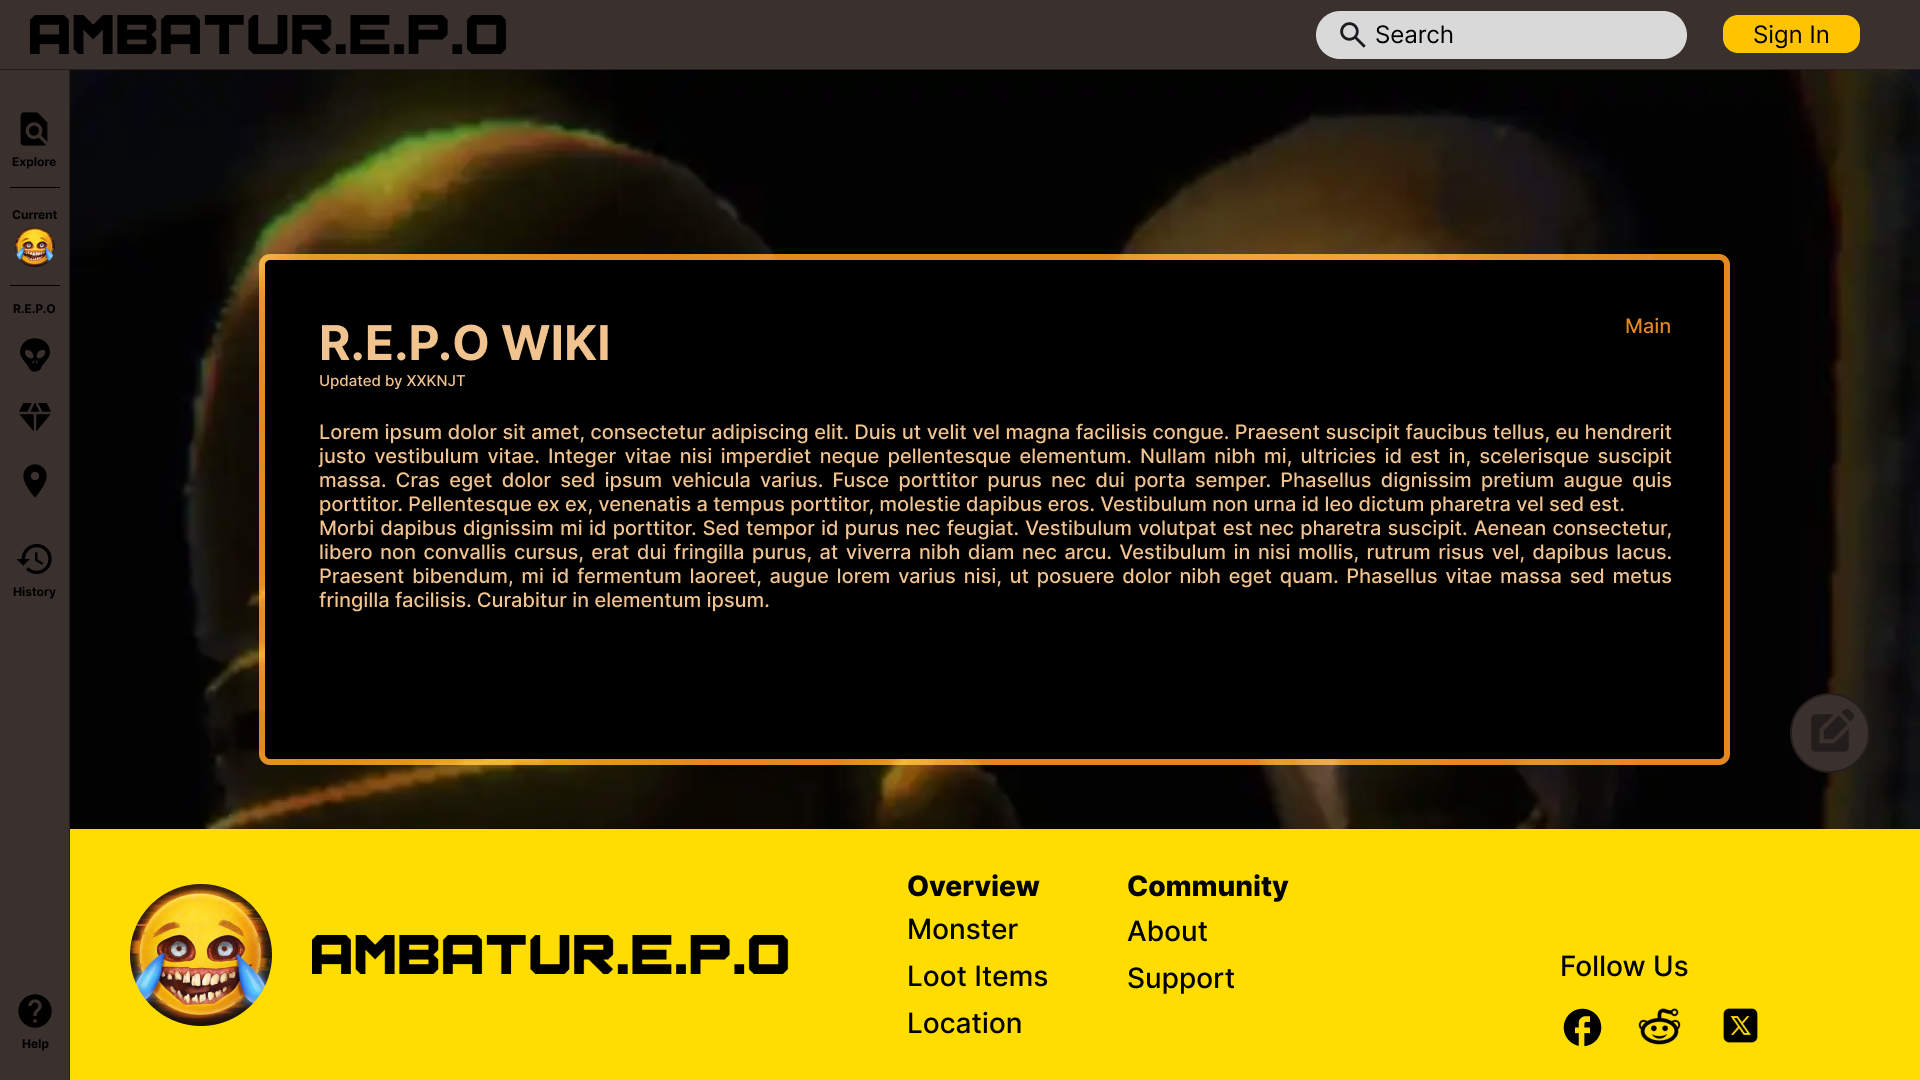 AMBATUR.E.P.O
Search
Sign In
Explore
Current
R.E.P.O
History
Help
R.E.P.O WIKI
Main
Updated by XXKNJT
Lorem ipsum dolor sit amet, consectetur adipiscing elit. Duis ut velit vel magna facilisis congue. Praesent suscipit faucibus tellus, eu hendrerit
justo vestibulum vitae. Integer vitae nisi imperdiet neque pellentesque elementum. Nullam nibh mi, ultricies id est in, scelerisque suscipit
massa. Cras eget dolor sed ipsum vehicula varius. Fusce porttitor purus nec dui porta semper. Phasellus dignissim pretium augue quis
porttitor. Pellentesque ex ex, venenatis a tempus porttitor, molestie dapibus eros. Vestibulum non urna id leo dictum pharetra vel sed est.
Morbi dapibus dignissim mi id porttitor. Sed tempor id purus nec feugiat. Vestibulum volutpat est nec pharetra suscipit. Aenean consectetur,
libero non convallis cursus, erat dui fringilla purus, at viverra nibh diam nec arcu. Vestibulum in nisi mollis, rutrum risus vel, dapibus lacus.
Praesent bibendum, mi id fermentum laoreet, augue lorem varius nisi, ut posuere dolor nibh eget quam. Phasellus vitae massa sed metus
fringilla facilisis. Curabitur in elementum ipsum.
AMBATUR.E.P.O
Overview
Monster
Loot Items
Location
Community
About
Support
Follow Us